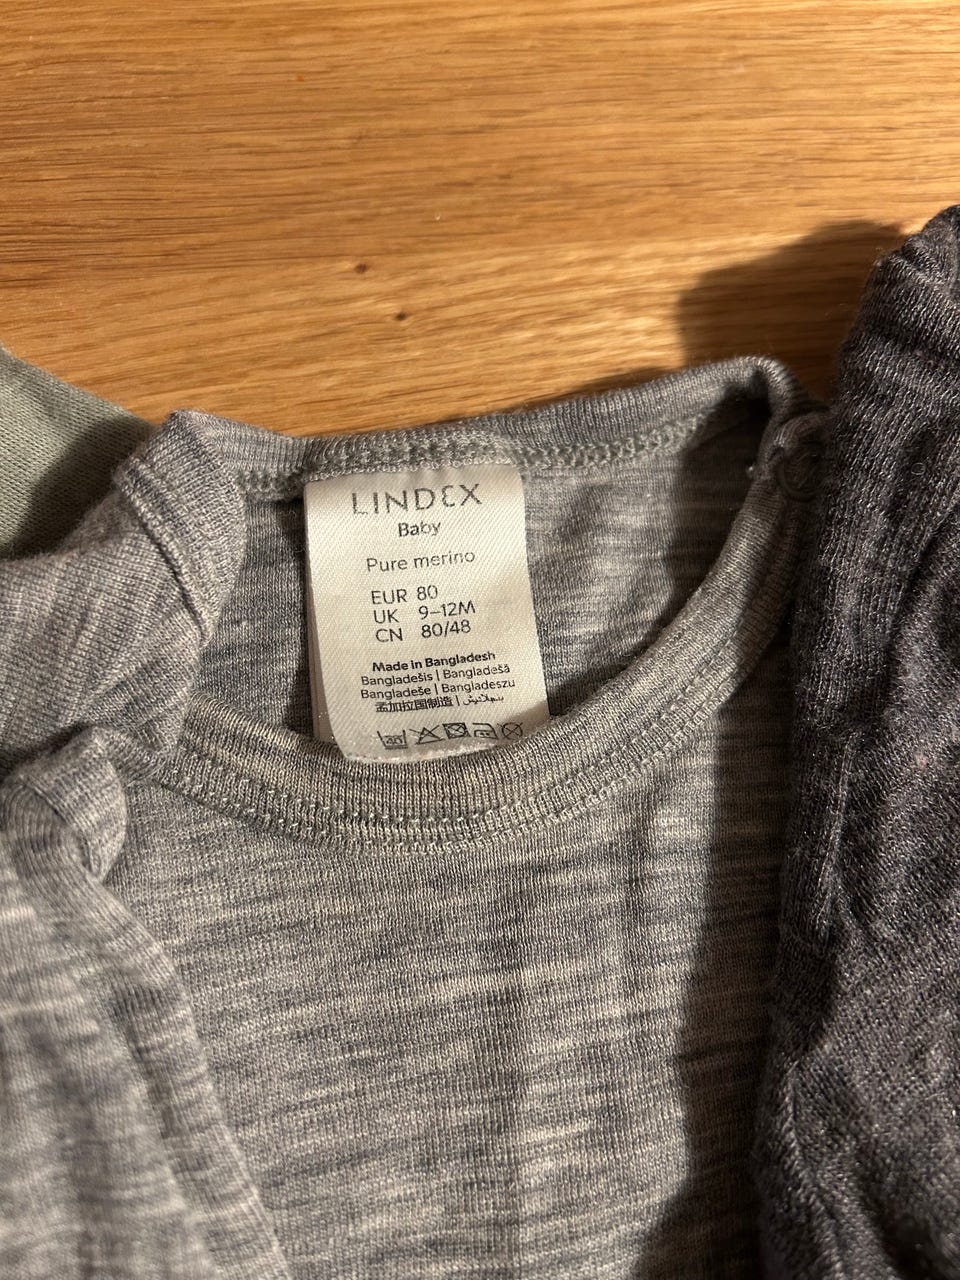 LINDEX
Baby
Pure merino
EUR 80
UK 9–12M
CN 80/48
Made in Bangladesh
Bangladešis | Bangladešā
Bangladeše | Bangladeszu
孟加拉国制造 |
40